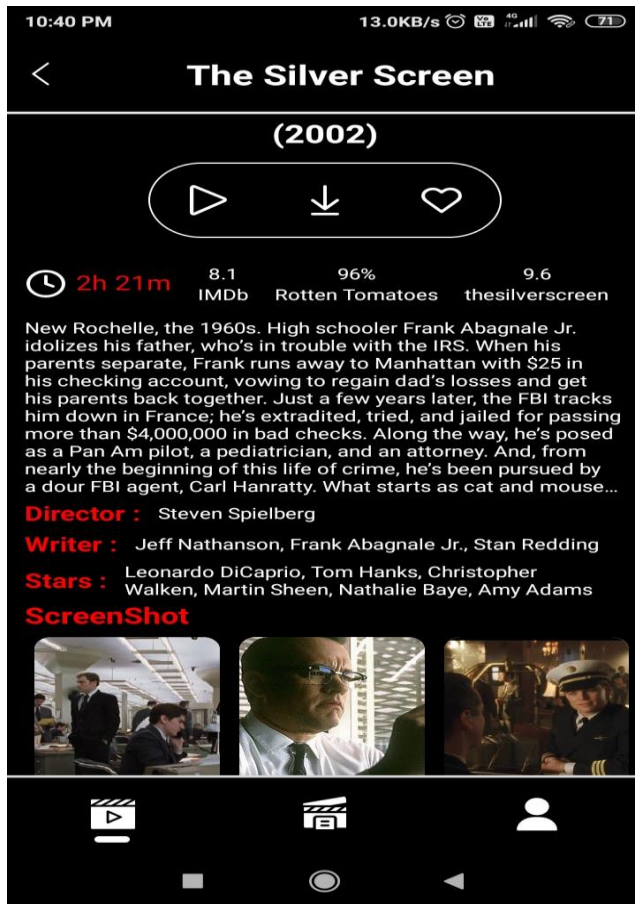 10:40 PM
13.0KB/s Vo LTE 4G 71
The Silver Screen
(2002)
2h 21m
8.1
IMDb
96%
Rotten Tomatoes
9.6
thesilverscreen
New Rochelle, the 1960s. High schooler Frank Abagnale Jr.
idolizes his father, who's in trouble with the IRS. When his
parents separate, Frank runs away to Manhattan with $25 in
his checking account, vowing to regain dad's losses and get
his parents back together. Just a few years later, the FBI tracks
him down in France; he's extradited, tried, and jailed for passing
more than $4,000,000 in bad checks. Along the way, he's posed
as a Pan Am pilot, a pediatrician, and an attorney. And, from
nearly the beginning of this life of crime, he's been pursued by
a dour FBI agent, Carl Hanratty. What starts as cat and mouse...
Director : Steven Spielberg
Writer : Jeff Nathanson, Frank Abagnale Jr., Stan Redding
Stars : Leonardo DiCaprio, Tom Hanks, Christopher
Walken, Martin Sheen, Nathalie Baye, Amy Adams
ScreenShot